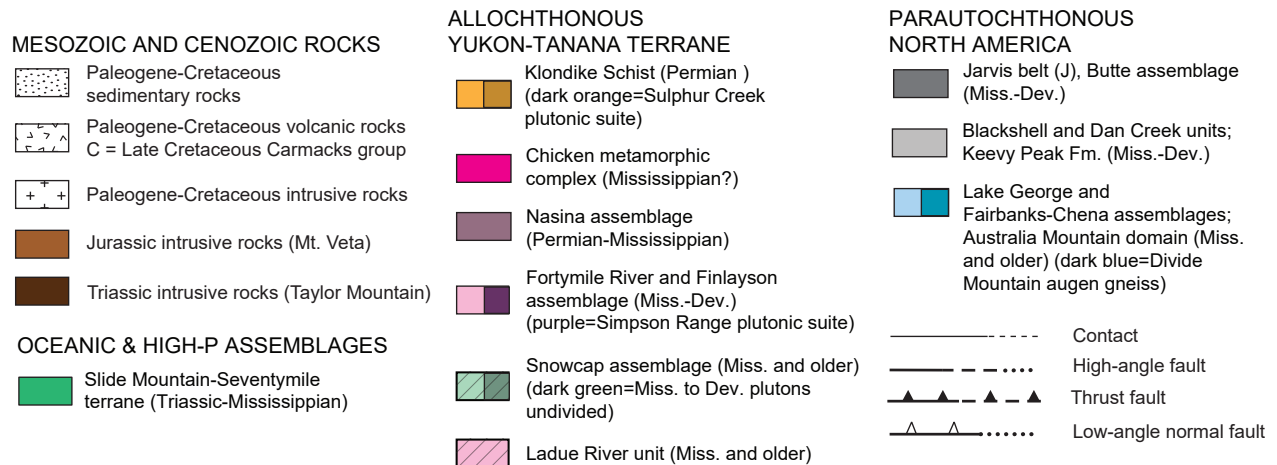 MESOZOIC AND CENOZOIC ROCKS
Paleogene-Cretaceous
sedimentary rocks
Paleogene-Cretaceous volcanic rocks
C = Late Cretaceous Carmacks group
Paleogene-Cretaceous intrusive rocks
Jurassic intrusive rocks (Mt. Veta)
Triassic intrusive rocks (Taylor Mountain)
OCEANIC & HIGH-P ASSEMBLAGES
Slide Mountain-Seventymile
terrane (Triassic-Mississippian)
ALLOCHTHONOUS
YUKON-TANANA TERRANE
Klondike Schist (Permian )
(dark orange=Sulphur Creek
plutonic suite)
Chicken metamorphic
complex (Mississippian?)
Nasina assemblage
(Permian-Mississippian)
Fortymile River and Finlayson
assemblage (Miss.-Dev.)
(purple=Simpson Range plutonic suite)
Snowcap assemblage (Miss. and older)
(dark green=Miss. to Dev. plutons
undivided)
Ladue River unit (Miss. and older)
PARAUTOCHTHONOUS
NORTH AMERICA
Jarvis belt (J), Butte assemblage
(Miss.-Dev.)
Blackshell and Dan Creek units;
Keevy Peak Fm. (Miss.-Dev.)
Lake George and
Fairbanks-Chena assemblages;
Australia Mountain domain (Miss.
and older) (dark blue=Divide
Mountain augen gneiss)
Contact
High-angle fault
Thrust fault
Low-angle normal fault